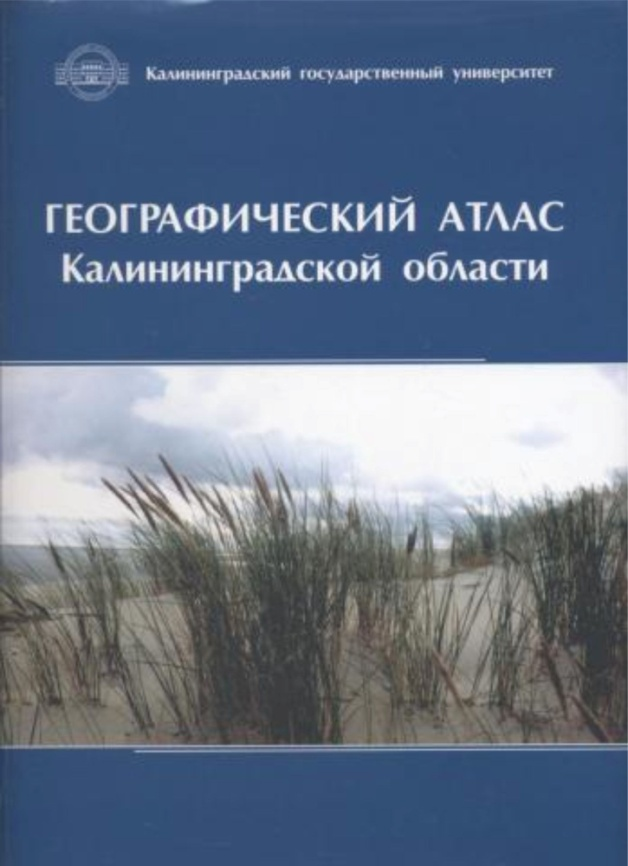 Калининградский государственный университет
ГЕОГРАФИЧЕСКИЙ АТЛАС
Калининградской области